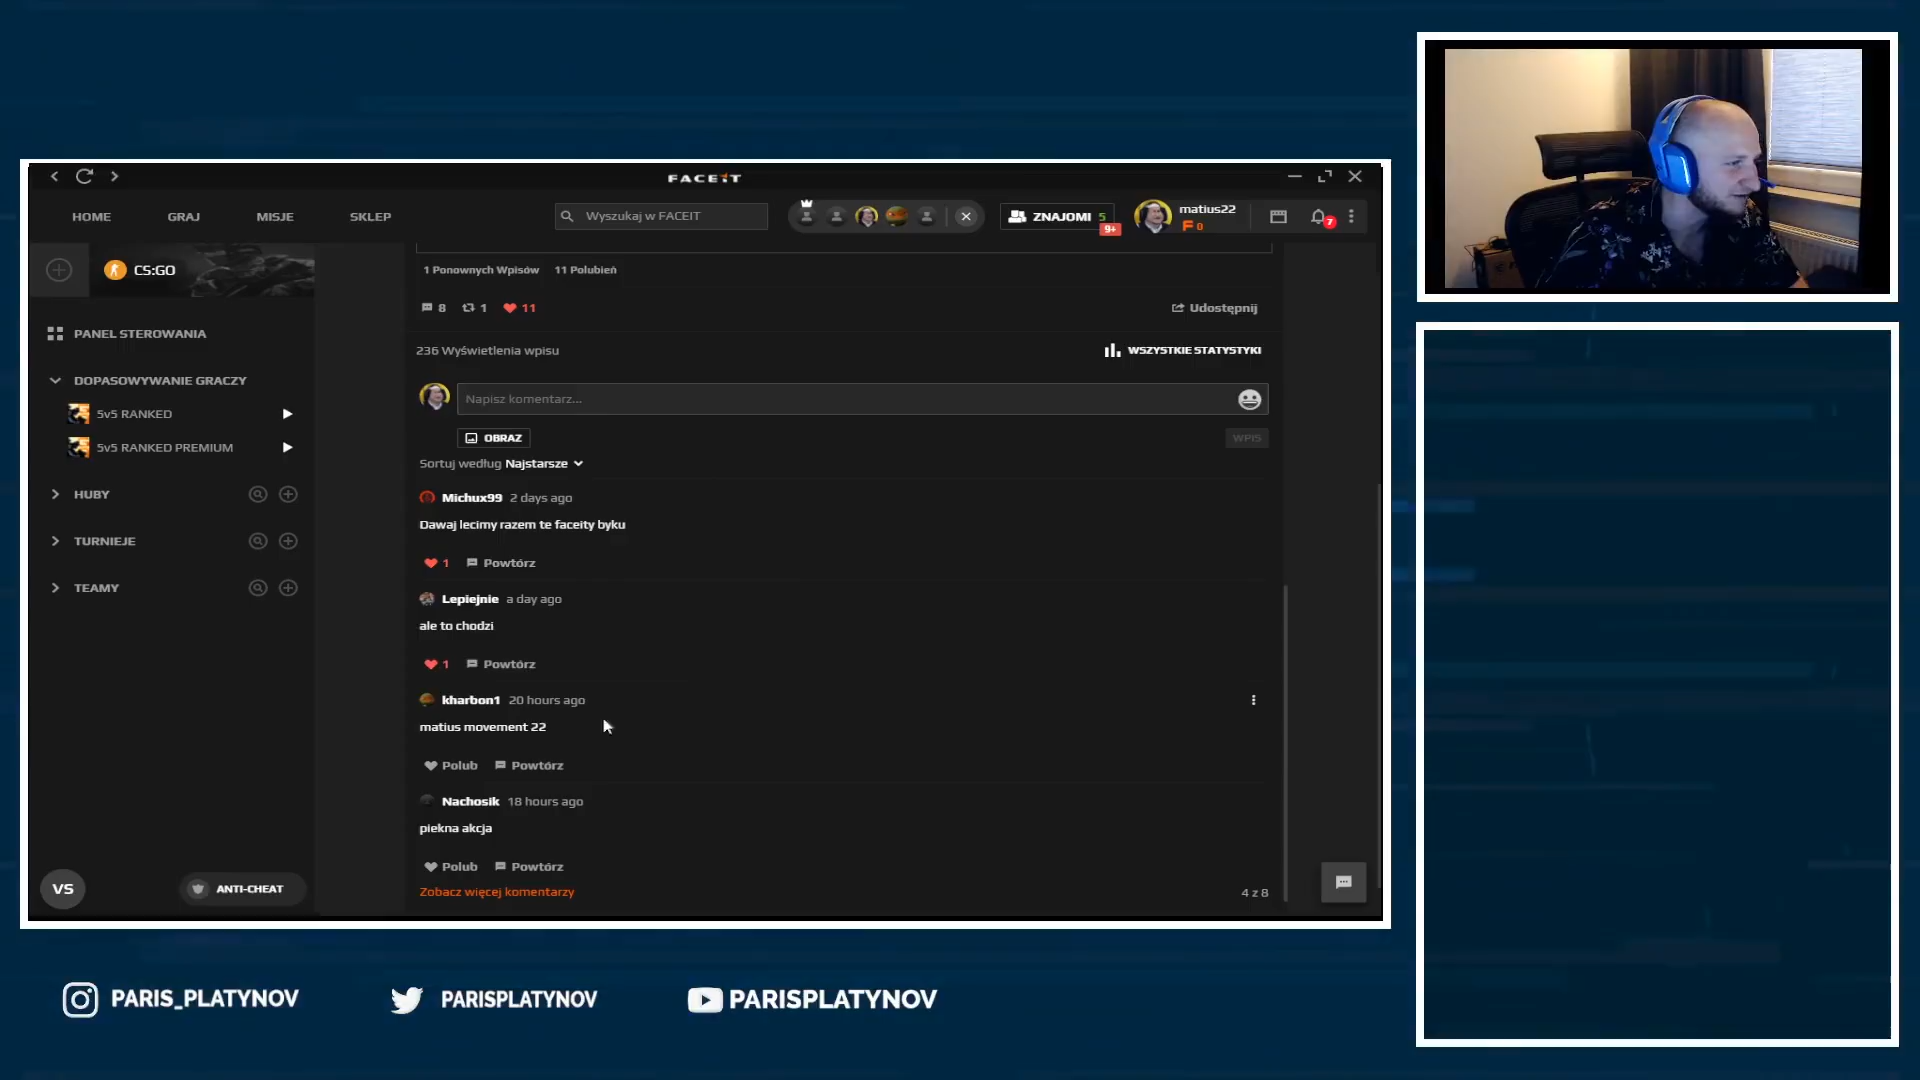 FACEIT
HOME
GRAJ
MISJE
SKLEP
Wyszukaj w FACEIT
ZNAJOMI 5
9+
matius22
F 0
7
CS:GO
PANEL STEROWANIA
DOPASOWYWANIE GRACZY
5v5 RANKED
5v5 RANKED PREMIUM
HUBY
TURNIEJE
TEAMY
VS
ANTI-CHEAT
1 Ponownych Wpisów 11 Polubień
8 1 11
Udostępnij
236 Wyświetlenia wpisu
WSZYSTKIE STATYSTYKI
Napisz komentarz...
OBRAZ
WPIS
Sortuj według Najstarsze
Michux99 2 days ago
Dawaj lecimy razem te faceity byku
1 Powtórz
Lepiejnie a day ago
ale to chodzi
1 Powtórz
kharbon1 20 hours ago
matius movement 22
Polub Powtórz
Nachosik 18 hours ago
piekna akcja
Polub Powtórz
Zobacz więcej komentarzy
4 z 8
PARIS_PLATYNOV
PARISPLATYNOV
PARISPLATYNOV